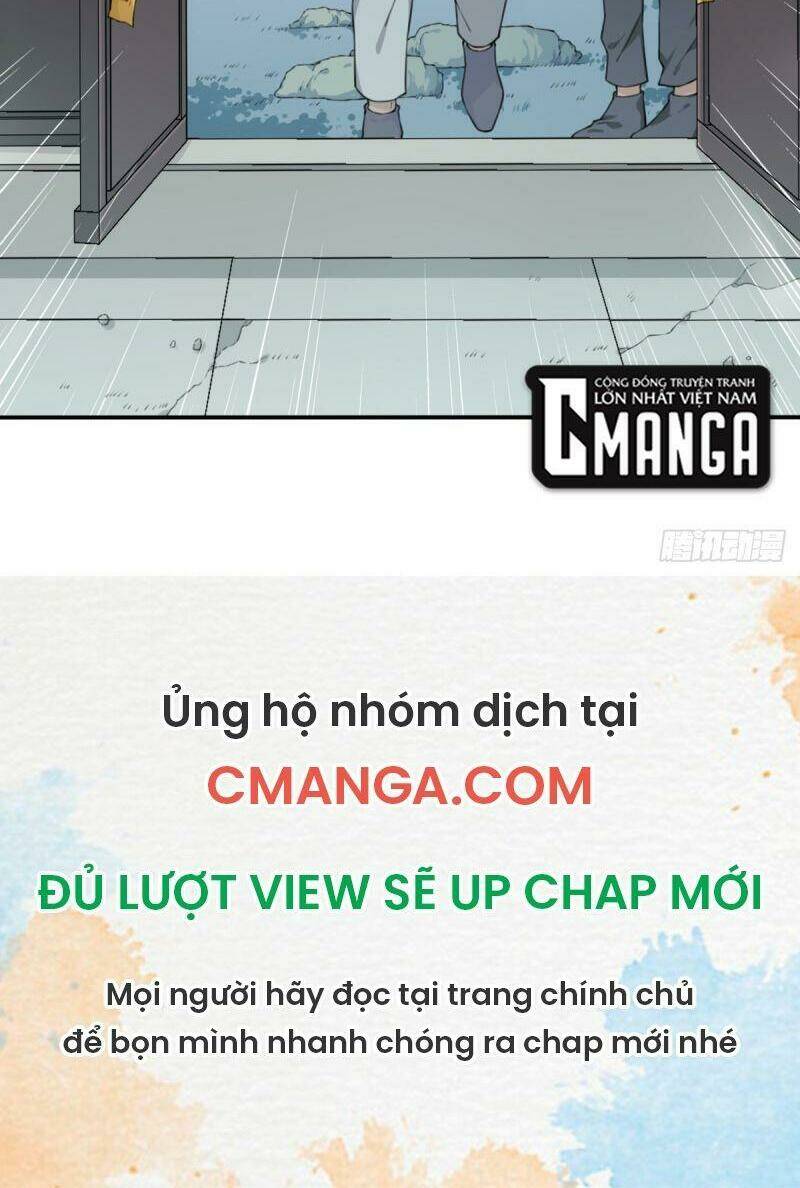 CỘNG ĐỒNG TRUYỆN TRANH
LỚN NHẤT VIỆT NAM
CMANGA
腾讯动漫
Ủng hộ nhóm dịch tại
CMANGA.COM
ĐỦ LƯỢT VIEW SẼ UP CHAP MỚI
Mọi người hãy đọc tại trang chính chủ
để bọn mình nhanh chóng ra chap mới nhé